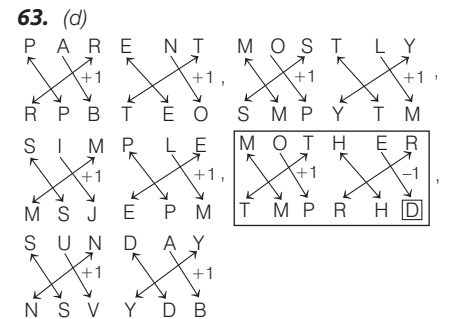 63. (d)
P A R E N T M O S T L Y
+1 +1 , +1 +1 ,
R P B T E O S M P Y T M
S I M P L E M O T H E R
+1 +1 , +1 –1 ,
M S J E P M T M P R H D
S U N D A Y
+1 +1
N S V Y D B